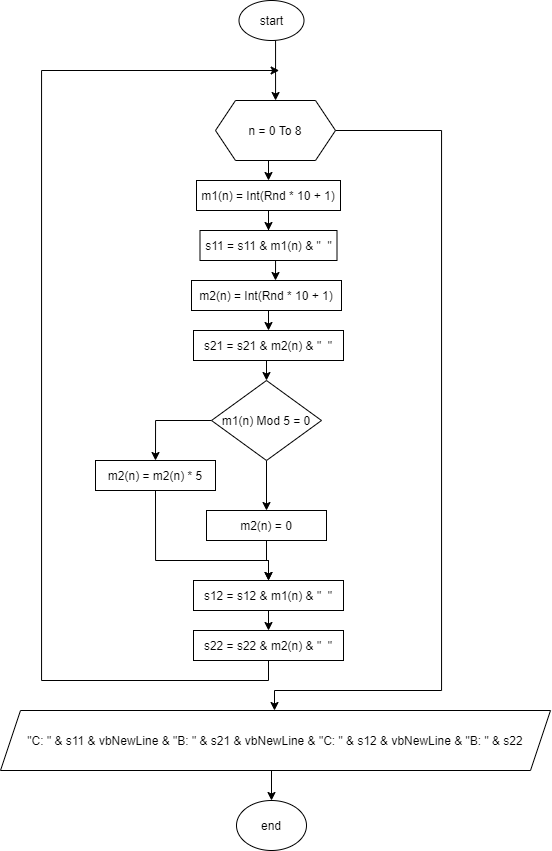 start
n = 0 To 8
m1(n) = Int(Rnd * 10 + 1)
s11 = s11 & m1(n) & "  "
m2(n) = Int(Rnd * 10 + 1)
s21 = s21 & m2(n) & "  "
m1(n) Mod 5 = 0
m2(n) = m2(n) * 5
m2(n) = 0
s12 = s12 & m1(n) & "  "
s22 = s22 & m2(n) & "  "
"C: " & s11 & vbNewLine & "B: " & s21 & vbNewLine & "C: " & s12 & vbNewLine & "B: " & s22
end